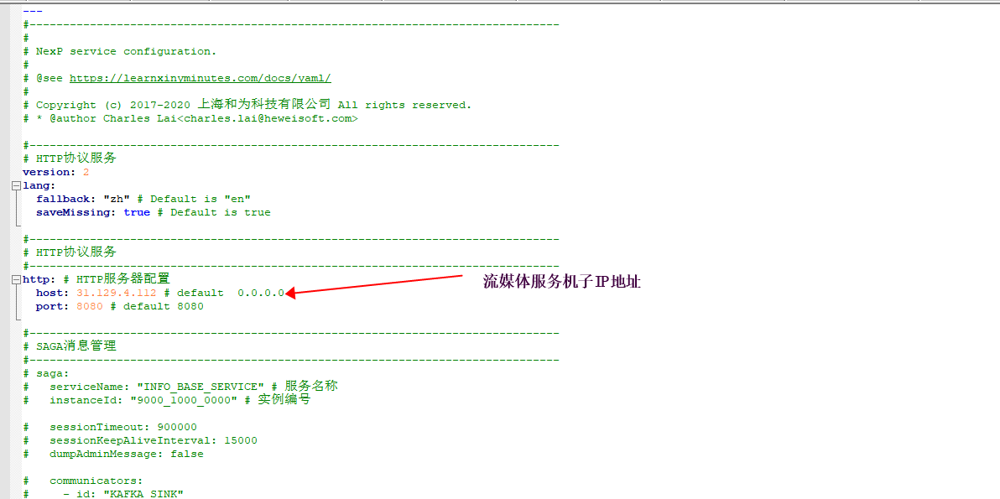 ---
#-------------------------------------------------------------------------------
#
# NexP service configuration.
#
# @see https://learnxinyminutes.com/docs/yaml/
#
# Copyright (c) 2017-2020 上海和为科技有限公司 All rights reserved.
# * @author Charles Lai<charles.lai@heweisoft.com>
#-------------------------------------------------------------------------------
# HTTP协议服务
version: 2
lang:
  fallback: "zh" # Default is "en"
  saveMissing: true # Default is true
#-------------------------------------------------------------------------------
# HTTP协议服务
#-------------------------------------------------------------------------------
http: # HTTP服务器配置
  host: 31.129.4.112 # default  0.0.0.0
流媒体服务机子IP地址
  port: 8080 # default 8080
#-------------------------------------------------------------------------------
# SAGA消息管理
#-------------------------------------------------------------------------------
# saga:
#   serviceName: "INFO_BASE_SERVICE" # 服务名称
#   instanceId: "9000_1000_0000" # 实例编号
#   sessionTimeout: 900000
#   sessionKeepAliveInterval: 15000
#   dumpAdminMessage: false
#   communicators:
#     - id: "KAFKA_SINK"